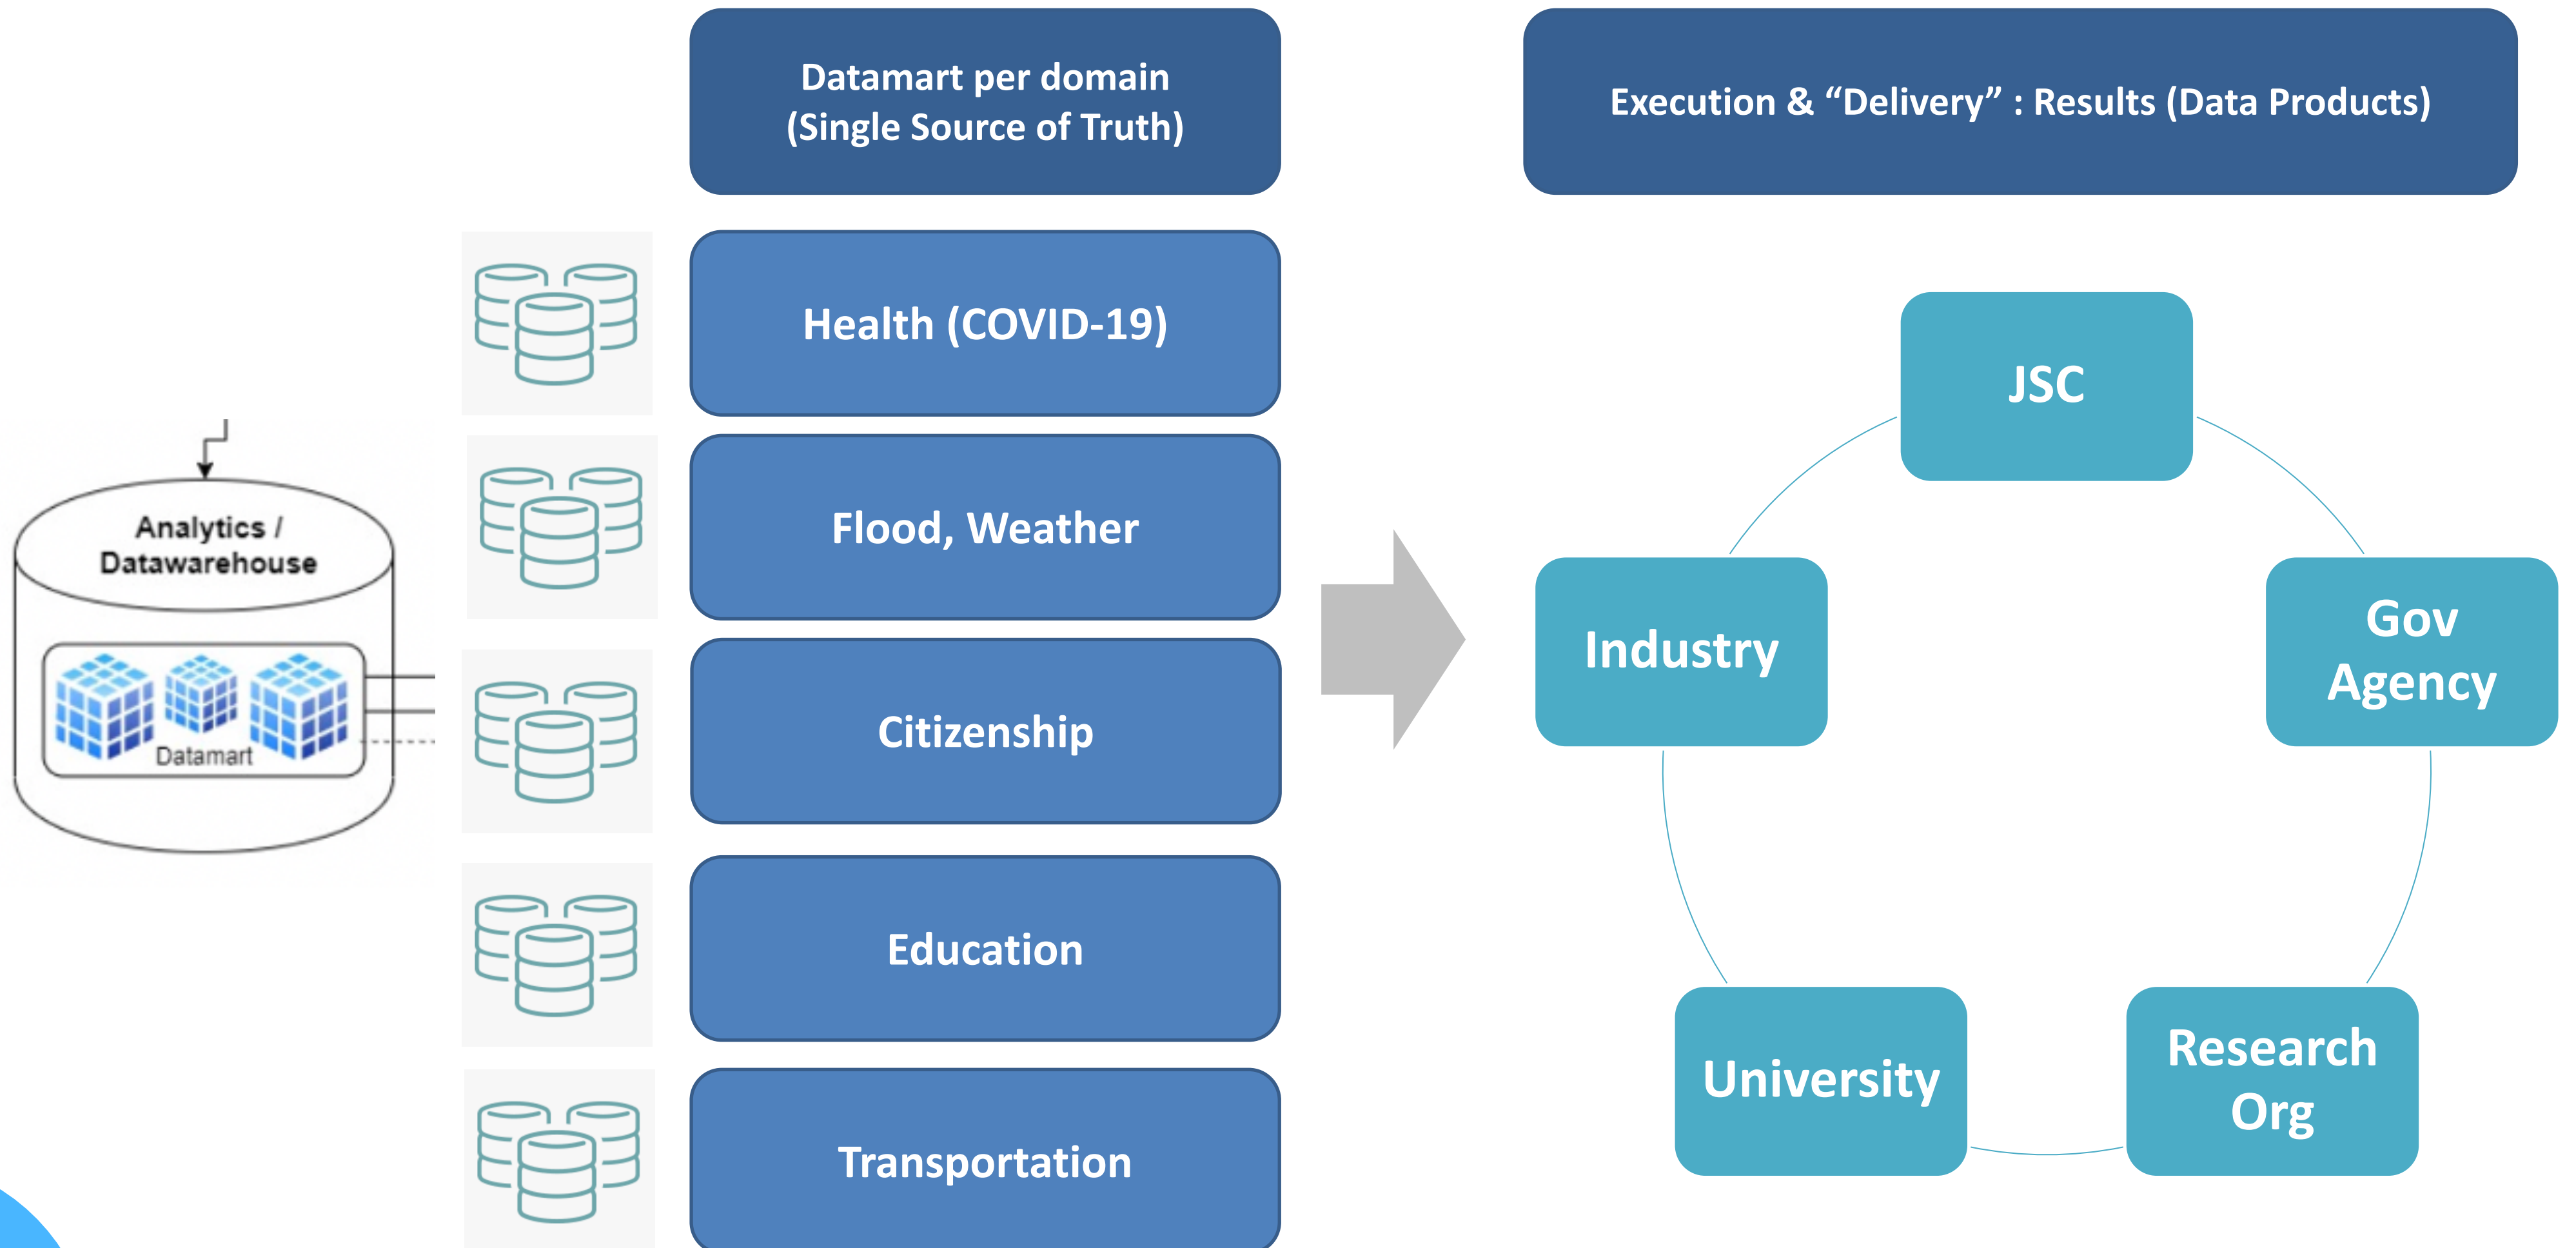 Datamart per domain
(Single Source of Truth)
Execution & “Delivery” : Results (Data Products)
Analytics /
Datawarehouse
Datamart
Health (COVID-19)
Flood, Weather
Citizenship
Education
Transportation
JSC
Gov
Agency
Research
Org
University
Industry